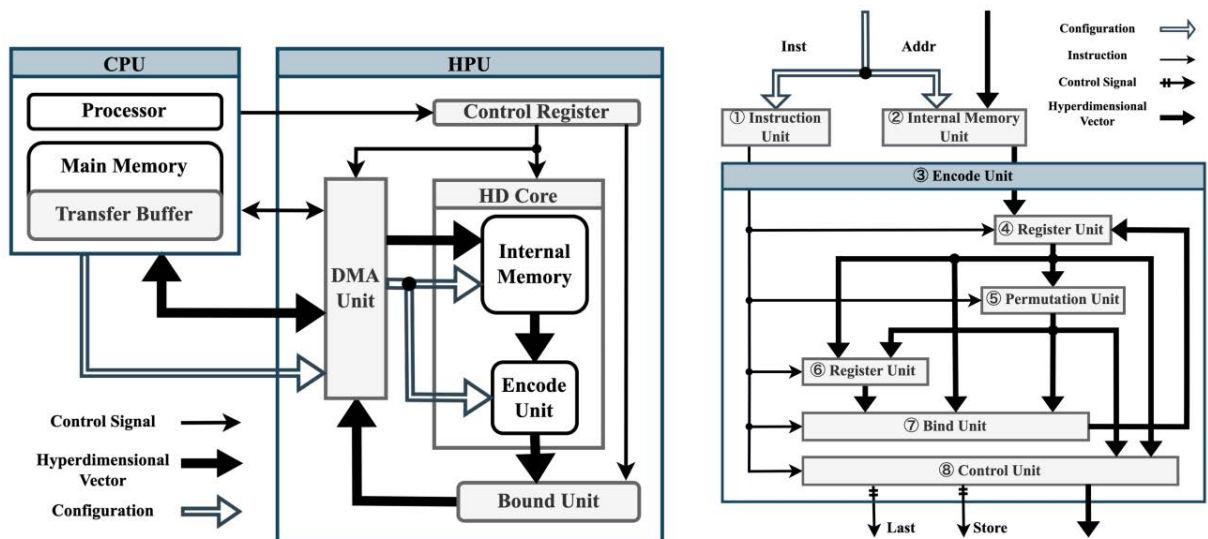 CPU
Processor
Main Memory
Transfer Buffer
HPU
Control Register
DMA
Unit
HD Core
Internal
Memory
Encode
Unit
Bound Unit
Control Signal
Hyperdimensional
Vector
Configuration
Inst
Addr
Configuration
Instruction
Control Signal
Hyperdimensional
Vector
① Instruction
Unit
② Internal Memory
Unit
③ Encode Unit
④ Register Unit
⑤ Permutation Unit
⑥ Register Unit
⑦ Bind Unit
⑧ Control Unit
Last
Store